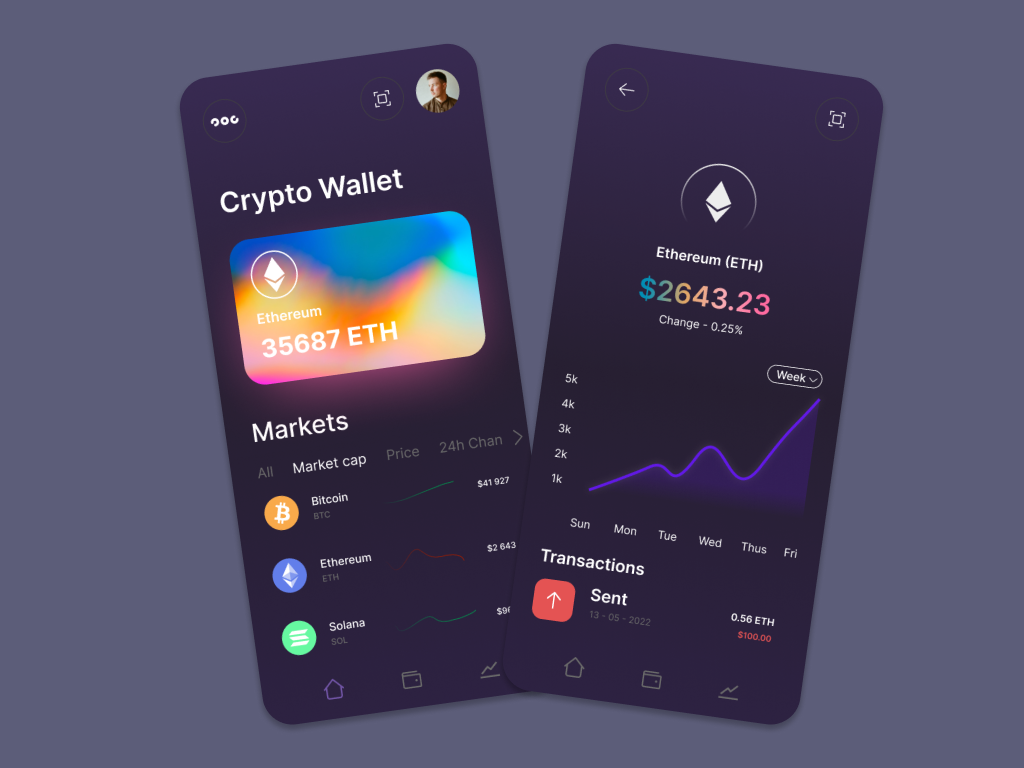 Crypto Wallet
Ethereum
35687 ETH
Markets
All Market cap Price 24h Chan
Bitcoin
BTC
$41 927
Ethereum
ETH
$2 643
Solana
SOL
Ethereum (ETH)
$2643.23
Change - 0.25%
Week
5k
4k
3k
2k
1k
Sun Mon Tue Wed Thus Fri
Transactions
Sent
13 - 05 - 2022
0.56 ETH
$100.00